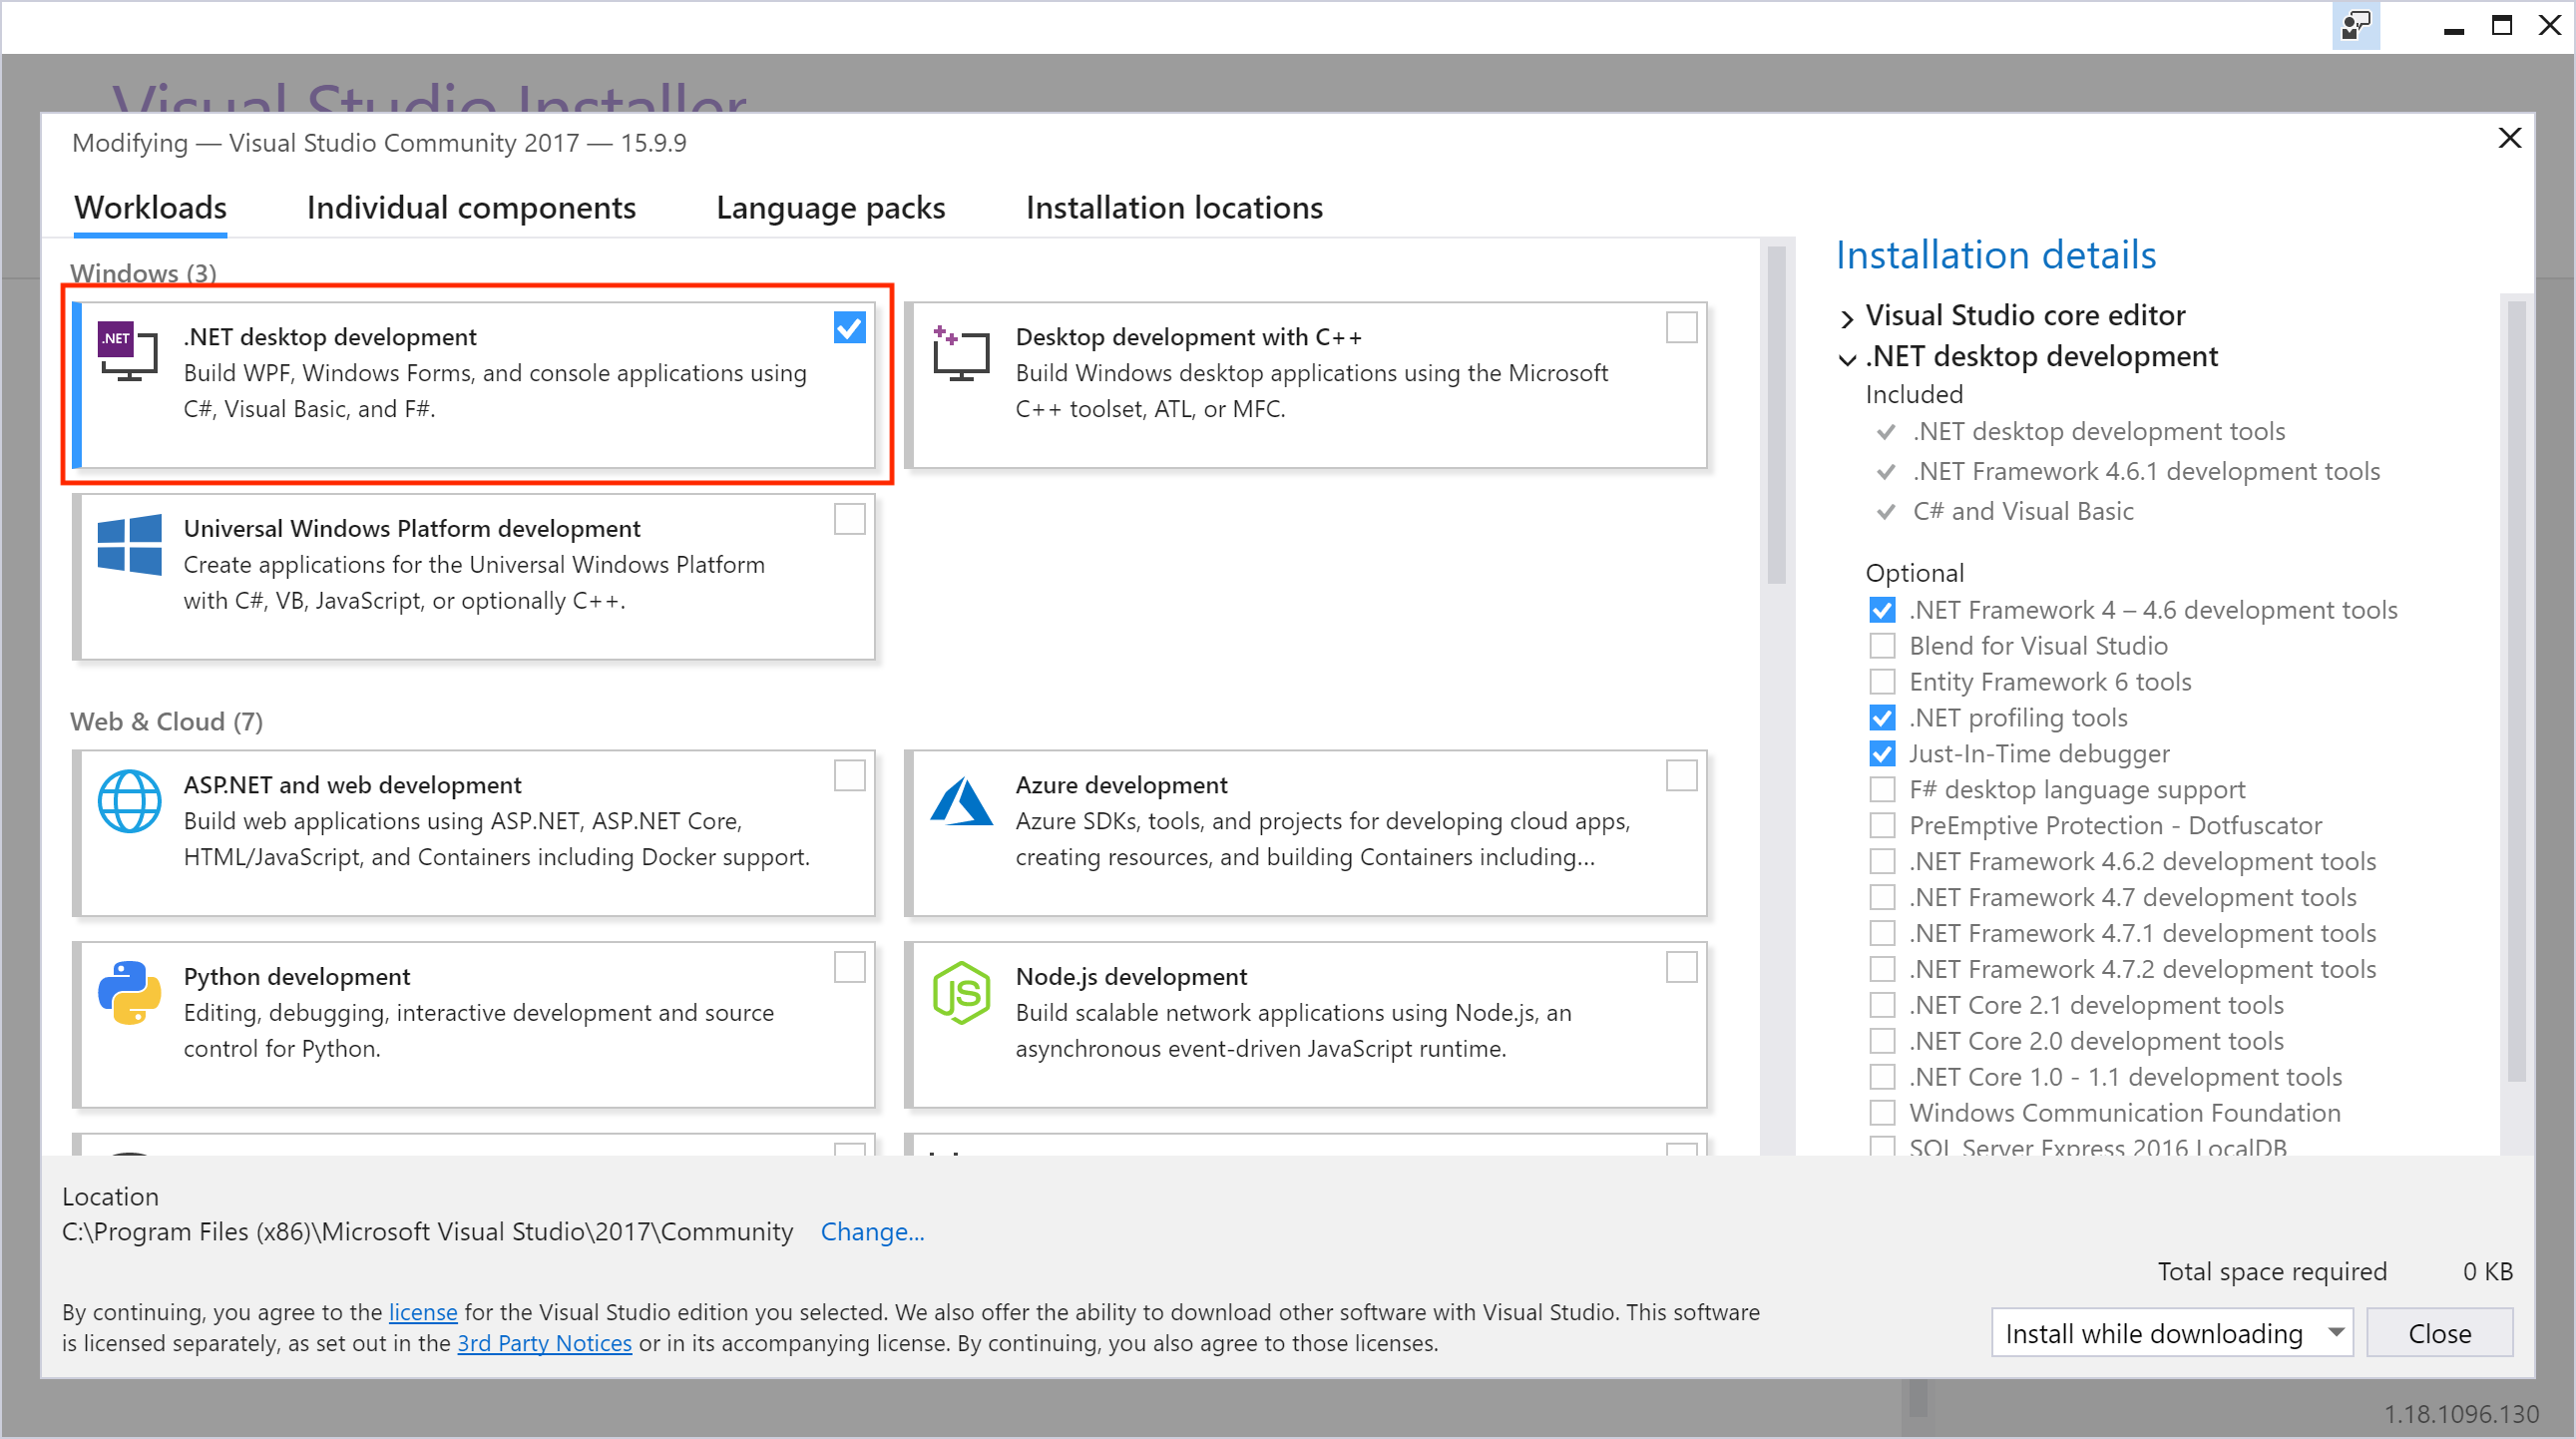 Visual Studio Installer
Modifying — Visual Studio Community 2017 — 15.9.9
Workloads
Individual components
Language packs
Installation locations
Windows (3)
.NET
.NET desktop development
Build WPF, Windows Forms, and console applications using
C#, Visual Basic, and F#.
Desktop development with C++
Build Windows desktop applications using the Microsoft
C++ toolset, ATL, or MFC.
Universal Windows Platform development
Create applications for the Universal Windows Platform
with C#, VB, JavaScript, or optionally C++.
Web & Cloud (7)
ASP.NET and web development
Build web applications using ASP.NET, ASP.NET Core,
HTML/JavaScript, and Containers including Docker support.
Azure development
Azure SDKs, tools, and projects for developing cloud apps,
creating resources, and building Containers including...
Python development
Editing, debugging, interactive development and source
control for Python.
JS
Node.js development
Build scalable network applications using Node.js, an
asynchronous event-driven JavaScript runtime.
Installation details
Visual Studio core editor
.NET desktop development
Included
.NET desktop development tools
.NET Framework 4.6.1 development tools
C# and Visual Basic
Optional
.NET Framework 4 – 4.6 development tools
Blend for Visual Studio
Entity Framework 6 tools
.NET profiling tools
Just-In-Time debugger
F# desktop language support
PreEmptive Protection - Dotfuscator
.NET Framework 4.6.2 development tools
.NET Framework 4.7 development tools
.NET Framework 4.7.1 development tools
.NET Framework 4.7.2 development tools
.NET Core 2.1 development tools
.NET Core 2.0 development tools
.NET Core 1.0 - 1.1 development tools
Windows Communication Foundation
SQL Server Express 2016 LocalDB
Location
C:\Program Files (x86)\Microsoft Visual Studio\2017\Community Change...
Total space required 0 KB
By continuing, you agree to the license for the Visual Studio edition you selected. We also offer the ability to download other software with Visual Studio. This software
is licensed separately, as set out in the 3rd Party Notices or in its accompanying license. By continuing, you also agree to those licenses.
Install while downloading
Close
1.18.1096.130